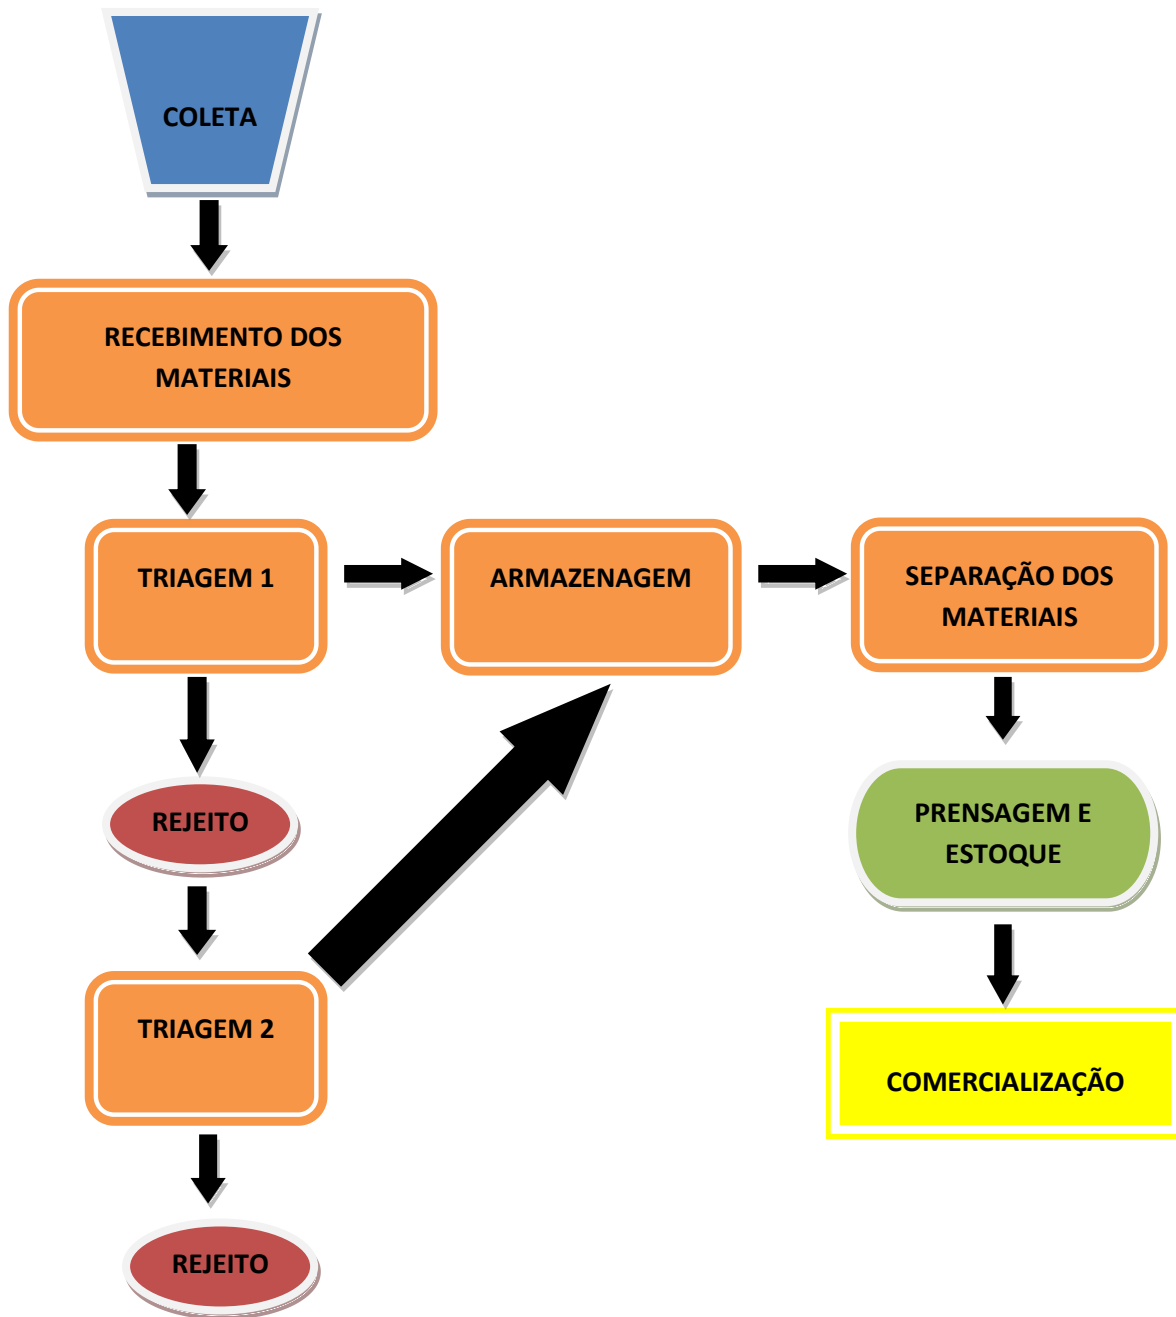 COLETA
RECEBIMENTO DOS
MATERIAIS
TRIAGEM 1
ARMAZENAGEM
SEPARAÇÃO DOS
MATERIAIS
REJEITO
PRENSAGEM E
ESTOQUE
TRIAGEM 2
COMERCIALIZAÇÃO
REJEITO